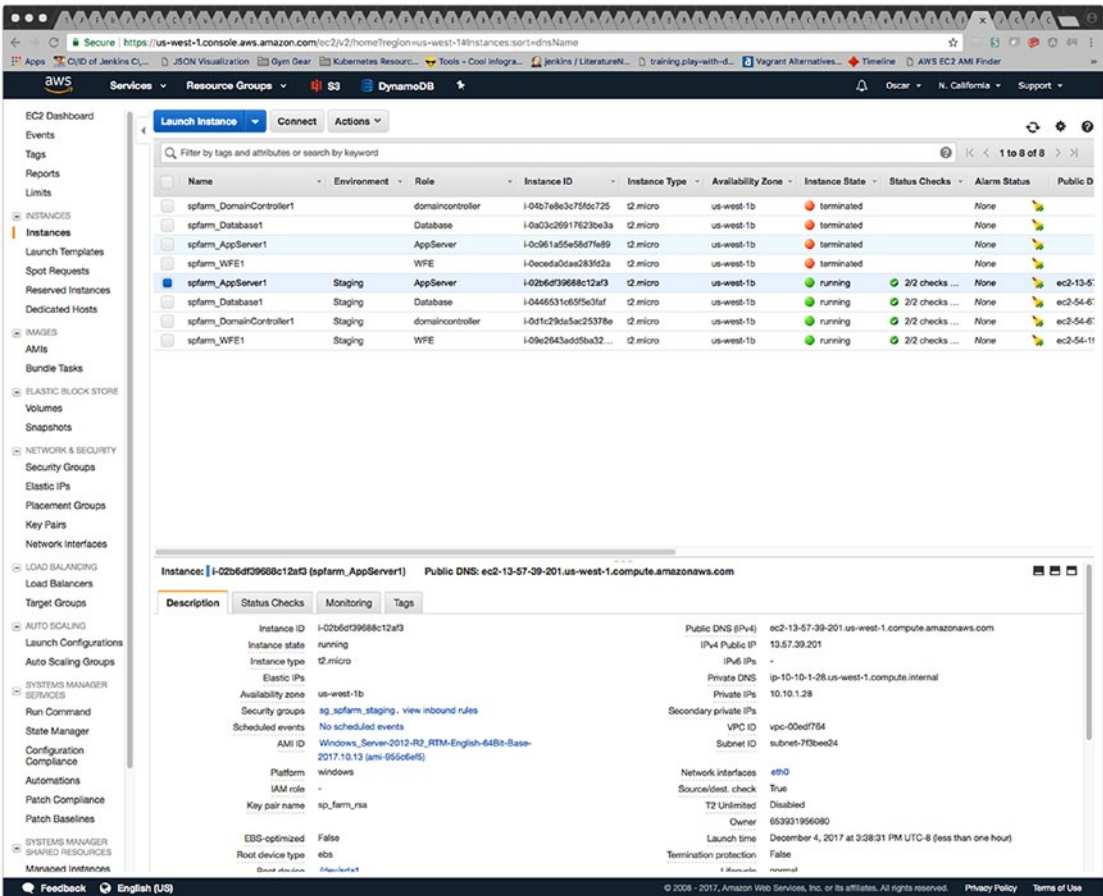 Secure | https://us-west-1.console.aws.amazon.com/ec2/v2/home?region=us-west-1#Instances:sort=dnsName
Apps CI/ID of Jenkins CI,... JSON Visualization Gym Gear Kubernetes Resourc... Tools - Cool Infogra... jenkins / LiteratureN... training.play-with-d... Vagrant Alternatives... Timeline AWS EC2 AMI Finder »
aws Services Resource Groups S3 DynamoDB Oscar N. California Support
EC2 Dashboard
Events
Tags
Reports
Limits
INSTANCES
Instances
Launch Templates
Spot Requests
Reserved Instances
Dedicated Hosts
IMAGES
AMIs
Bundle Tasks
ELASTIC BLOCK STORE
Volumes
Snapshots
NETWORK & SECURITY
Security Groups
Elastic IPs
Placement Groups
Key Pairs
Network Interfaces
LOAD BALANCING
Load Balancers
Target Groups
AUTO SCALING
Launch Configurations
Auto Scaling Groups
SYSTEMS MANAGER
SERVICES
Run Command
State Manager
Configuration
Compliance
Automations
Patch Compliance
Patch Baselines
SYSTEMS MANAGER
SHARED RESOURCES
Managed Instances
Launch Instance Connect Actions
Filter by tags and attributes or search by keyword 1 to 8 of 8
Name Environment Role Instance ID Instance Type Availability Zone Instance State Status Checks Alarm Status Public D
spfarm_DomainController1 domaincontroller i-04b7e8e3c75fdc725 t2.micro us-west-1b terminated None
spfarm_Database1 Database i-0a03c26917623be3a t2.micro us-west-1b terminated None
spfarm_AppServer1 AppServer i-0c961a55e58d7fe89 t2.micro us-west-1b terminated None
spfarm_WFE1 WFE i-0eceda0dae283fd2a t2.micro us-west-1b terminated None
spfarm_AppServer1 Staging AppServer i-02b6df39688c12af3 t2.micro us-west-1b running 2/2 checks ... None ec2-13-57
spfarm_Database1 Staging Database i-0446531c65f5e3faf t2.micro us-west-1b running 2/2 checks ... None ec2-54-67
spfarm_DomainController1 Staging domaincontroller i-0d1c29da5ac25378e t2.micro us-west-1b running 2/2 checks ... None ec2-54-67
spfarm_WFE1 Staging WFE i-09e2643add5ba32... t2.micro us-west-1b running 2/2 checks ... None ec2-54-19
Instance: i-02b6df39688c12af3 (spfarm_AppServer1) Public DNS: ec2-13-57-39-201.us-west-1.compute.amazonaws.com
Description Status Checks Monitoring Tags
Instance ID i-02b6df39688c12af3
Instance state running
Instance type t2.micro
Elastic IPs
Availability zone us-west-1b
Security groups sg_spfarm_staging. view inbound rules
Scheduled events No scheduled events
AMI ID Windows_Server-2012-R2_RTM-English-64Bit-Base-
2017.10.13 (ami-955c6ef5)
Platform windows
IAM role -
Key pair name sp_farm_rsa
EBS-optimized False
Root device type ebs
Root device /dev/sda1
Public DNS (IPv4) ec2-13-57-39-201.us-west-1.compute.amazonaws.com
IPv4 Public IP 13.57.39.201
IPv6 IPs -
Private DNS ip-10-10-1-28.us-west-1.compute.internal
Private IPs 10.10.1.28
Secondary private IPs
VPC ID vpc-00edf764
Subnet ID subnet-7f3bee24
Network interfaces eth0
Source/dest. check True
T2 Unlimited Disabled
Owner 653931956080
Launch time December 4, 2017 at 3:38:31 PM UTC-8 (less than one hour)
Termination protection False
Lifecycle normal
Feedback English (US) © 2008 - 2017, Amazon Web Services, Inc. or its affiliates. All rights reserved. Privacy Policy Terms of Use